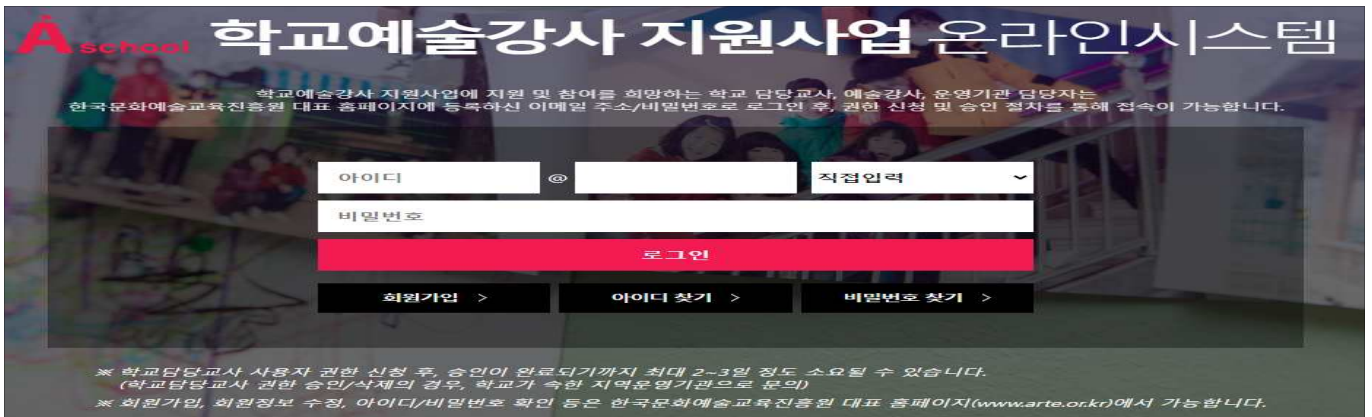 A school 학교예술강사 지원사업 온라인시스템
학교예술강사 지원사업에 지원 및 참여를 희망하는 학교 담당교사, 예술강사, 운영기관 담당자는
한국문화예술교육진흥원 대표 홈페이지에 등록하신 이메일 주소/비밀번호로 로그인 후, 권한 신청 및 승인 절차를 통해 접속이 가능합니다.
아이디 @ 직접입력
비밀번호
로그인
회원가입 > 아이디 찾기 > 비밀번호 찾기 >
※ 학교담당교사 사용자 권한 신청 후, 승인이 완료되기까지 최대 2~3일 정도 소요될 수 있습니다.
(학교담당교사 권한 승인/삭제의 경우, 학교가 속한 지역운영기관으로 문의)
※ 회원가입, 회원정보 수정, 아이디/비밀번호 확인 등은 한국문화예술교육진흥원 대표 홈페이지(www.arte.or.kr)에서 가능합니다.